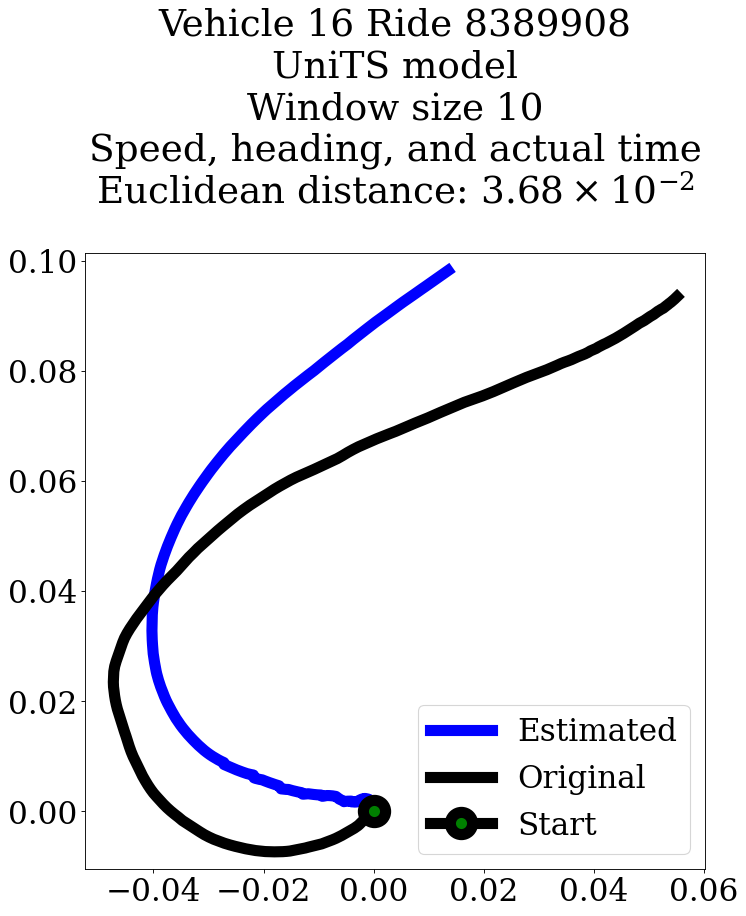 Vehicle 16 Ride 8389908
UniTS model
Window size 10
Speed, heading, and actual time
Euclidean distance: 3.68 × 10⁻²
0.10
0.08
0.06
0.04
0.02
0.00
Estimated
Original
Start
−0.04 −0.02 0.00 0.02 0.04 0.06